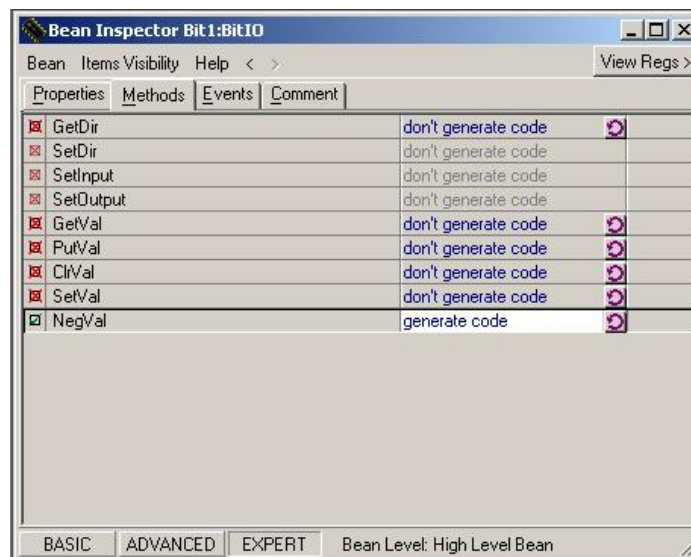 Bean Inspector Bit1:BitIO
Bean Items Visibility Help < > View Regs >
Properties Methods Events Comment
GetDir don't generate code
SetDir don't generate code
SetInput don't generate code
SetOutput don't generate code
GetVal don't generate code
PutVal don't generate code
ClrVal don't generate code
SetVal don't generate code
NegVal generate code
BASIC ADVANCED EXPERT Bean Level: High Level Bean